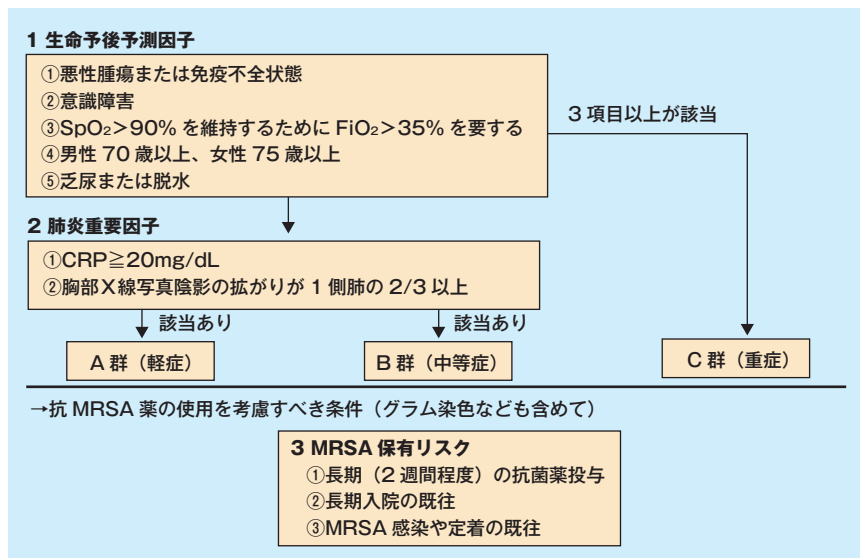 1 生命予後予測因子
①悪性腫瘍または免疫不全状態
②意識障害
③SpO₂>90% を維持するために FiO₂>35% を要する
④男性 70 歳以上、女性 75 歳以上
⑤乏尿または脱水
3 項目以上が該当
2 肺炎重要因子
①CRP≧20mg/dL
②胸部X線写真陰影の拡がりが 1 側肺の 2/3 以上
該当あり
該当あり
A 群（軽症）
B 群（中等症）
C 群（重症）
→抗 MRSA 薬の使用を考慮すべき条件（グラム染色なども含めて）
3 MRSA 保有リスク
①長期（2 週間程度）の抗菌薬投与
②長期入院の既往
③MRSA 感染や定着の既往